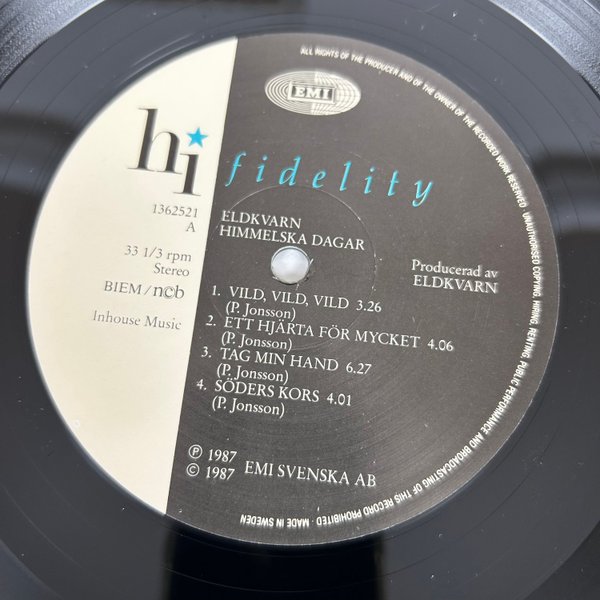 ALL RIGHTS OF THE PRODUCER AND OF THE OWNER OF THE RECORDED WORK RESERVED UNAUTHORISED COPYING, HIRING, RENTING, PUBLIC PERFORMANCE AND BROADCASTING OF THIS RECORD PROHIBITED · MADE IN SWEDEN
EMI
hi fidelity
1362521
A
33 1/3 rpm
Stereo
BIEM/n©b
Inhouse Music
ELDKVARN
HIMMELSKA DAGAR
Producerad av
ELDKVARN
1. VILD, VILD, VILD 3.26
(P. Jonsson)
2. ETT HJÄRTA FÖR MYCKET 4.06
(P. Jonsson)
3. TAG MIN HAND 6.27
(P. Jonsson)
4. SÖDERS KORS 4.01
(P. Jonsson)
℗ 1987
© 1987 EMI SVENSKA AB